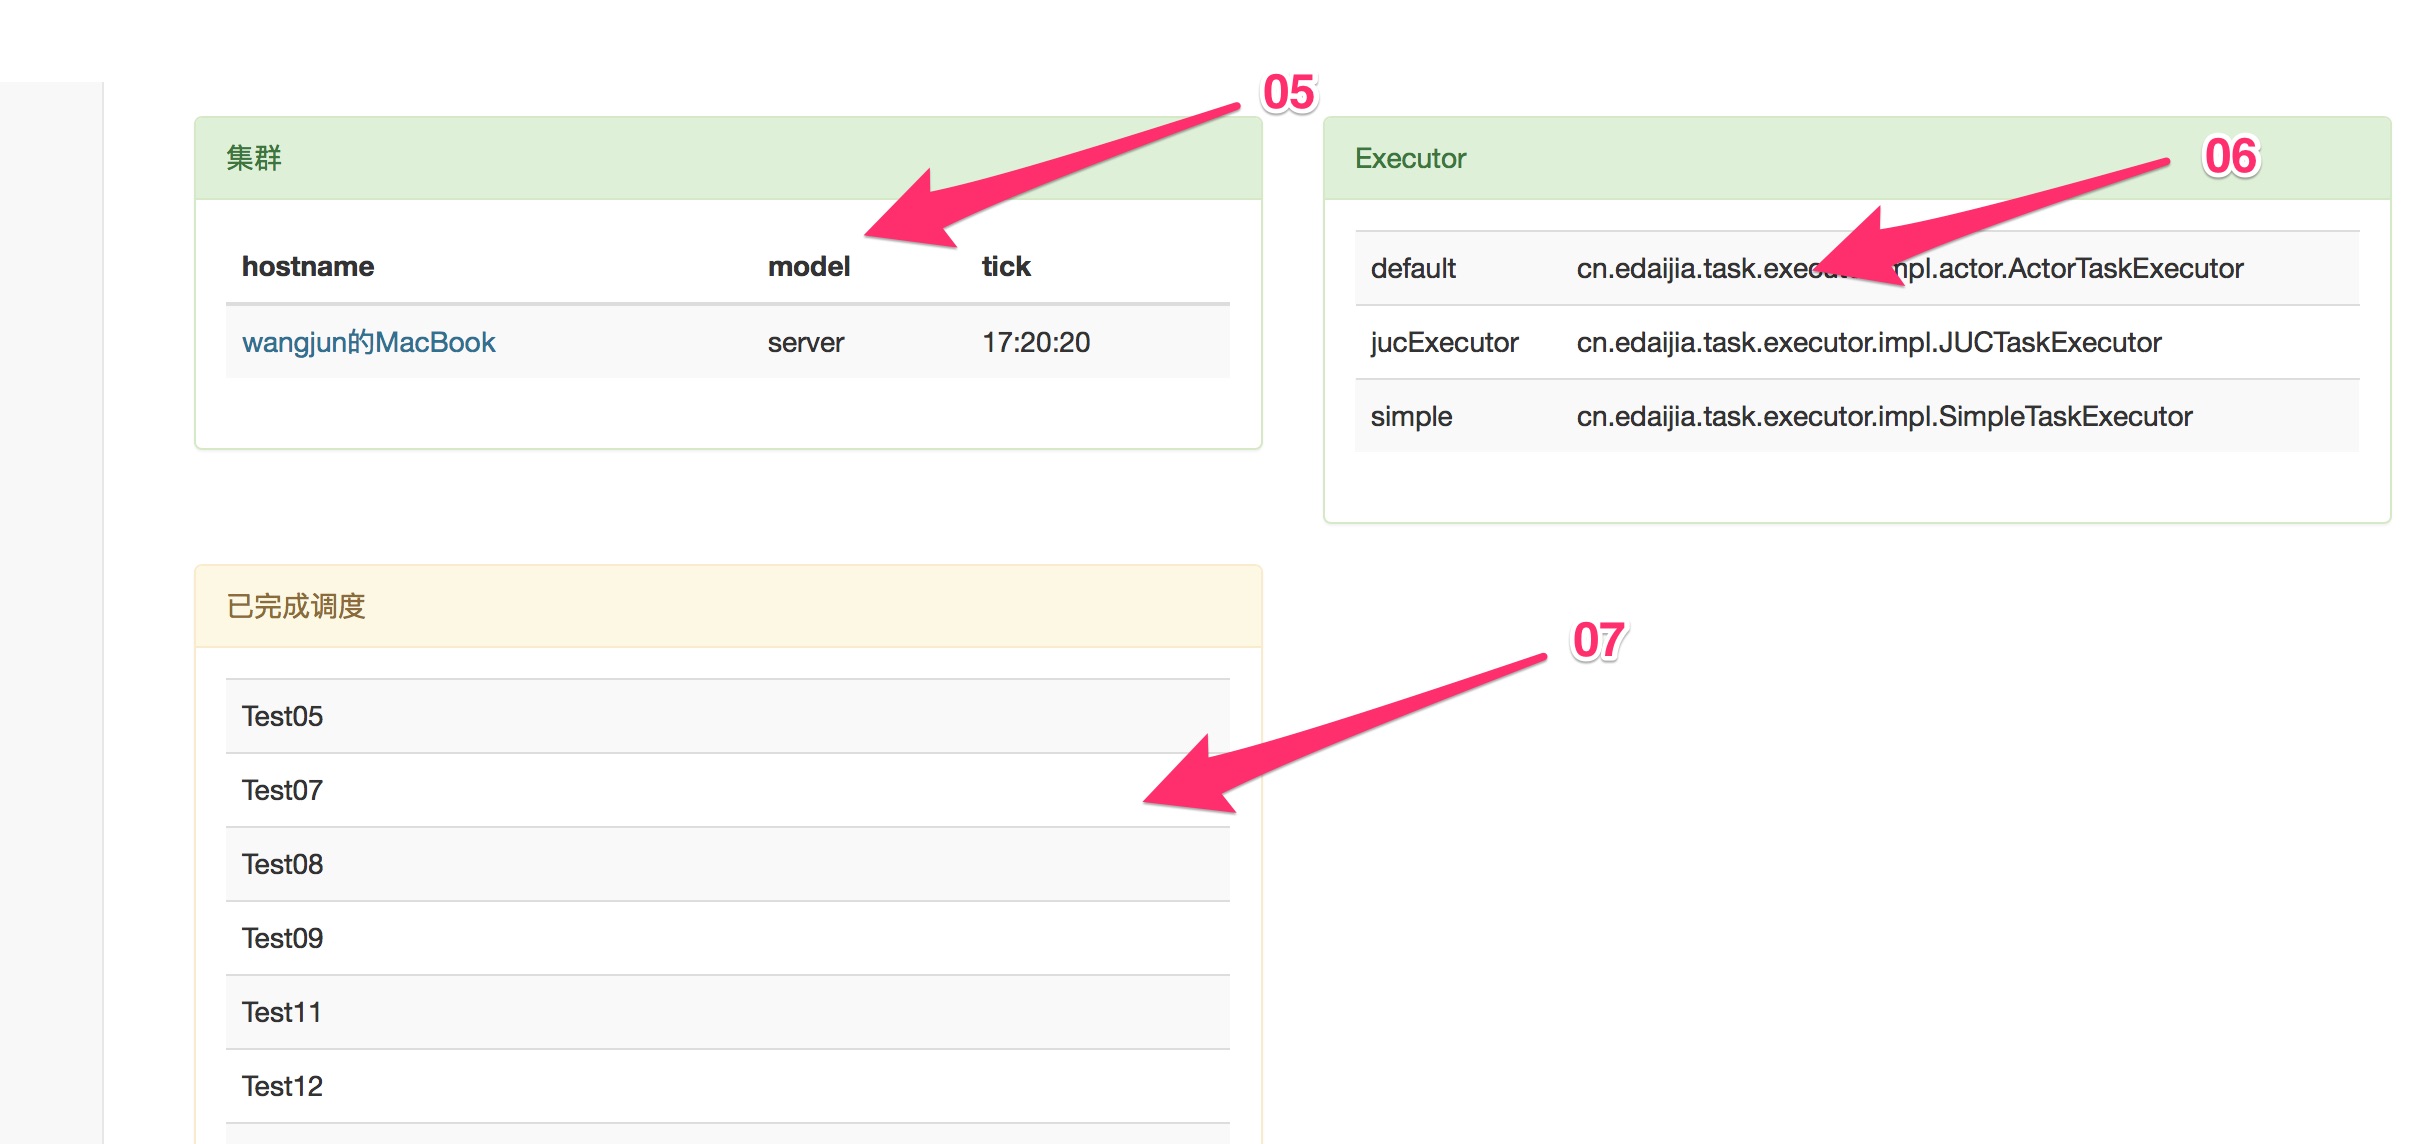 05
集群
hostname model tick
wangjun的MacBook server 17:20:20
06
Executor
default cn.edaijia.task.exec impl.actor.ActorTaskExecutor
jucExecutor cn.edaijia.task.executor.impl.JUCTaskExecutor
simple cn.edaijia.task.executor.impl.SimpleTaskExecutor
已完成调度
07
Test05
Test07
Test08
Test09
Test11
Test12